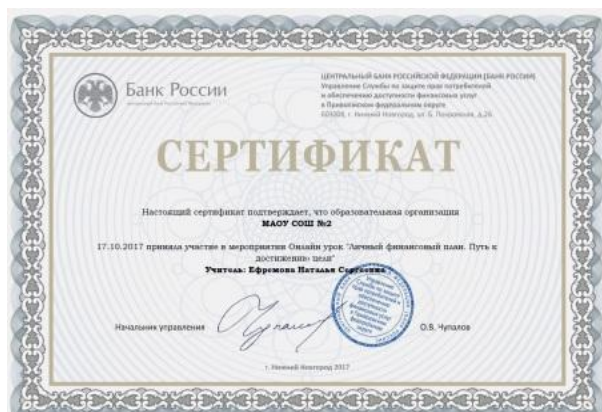 Банк России
ЦЕНТРАЛЬНЫЙ БАНК РОССИЙСКОЙ ФЕДЕРАЦИИ (БАНК РОССИИ)
Управление Службы по защите прав потребителей
и обеспечению доступности финансовых услуг
в Приволжском федеральном округе
г. Нижний Новгород, ул. Б. Покровская, д.26
СЕРТИФИКАТ
Настоящий сертификат подтверждает, что образовательная организация
МАОУ СОШ №2
17.10.2017 приняла участие в мероприятии Онлайн урок "Личный финансовый план. Путь к
достижению цели"
Учитель: Ефремова Наталья Сергеевна
Начальник управления
О.В. Чупалов
г. Нижний Новгород 2017